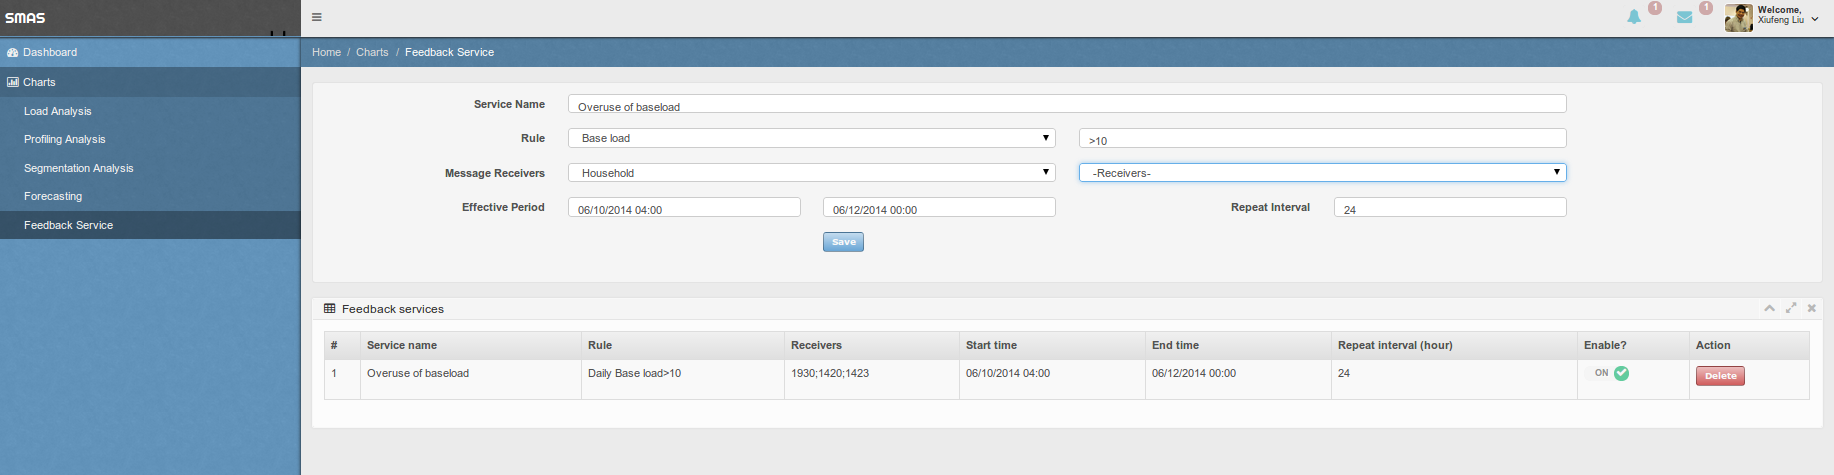 SMAS
1
1
Welcome,
Xiufeng Liu
Dashboard
Charts
Load Analysis
Profiling Analysis
Segmentation Analysis
Forecasting
Feedback Service
Home / Charts / Feedback Service
Service Name Overuse of baseload
Rule Base load >10
Message Receivers Household -Receivers-
Effective Period 06/10/2014 04:00 06/12/2014 00:00 Repeat Interval 24
Save
Feedback services
# Service name Rule Receivers Start time End time Repeat interval (hour) Enable? Action
1 Overuse of baseload Daily Base load>10 1930;1420;1423 06/10/2014 04:00 06/12/2014 00:00 24 ON Delete